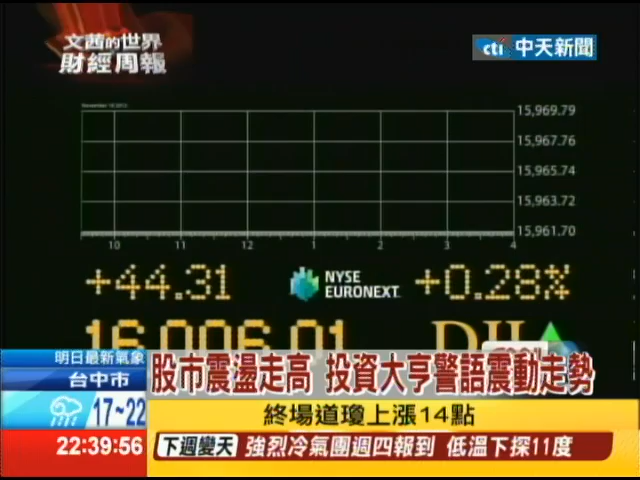 文茜的世界
財經周報
cti 中天新聞
15,969.79
15,967.76
15,965.74
15,963.72
15,961.70
10 11 12 1 2 3 4
+44.31
NYSE
EURONEXT
+0.28%
16,006.01
DJI
明日最新氣象
台中市
17~22
22:39:56
股市震盪走高 投資大亨警語震動走勢
終場道瓊上漲14點
下週變天 強烈冷氣團週四報到 低溫下探11度